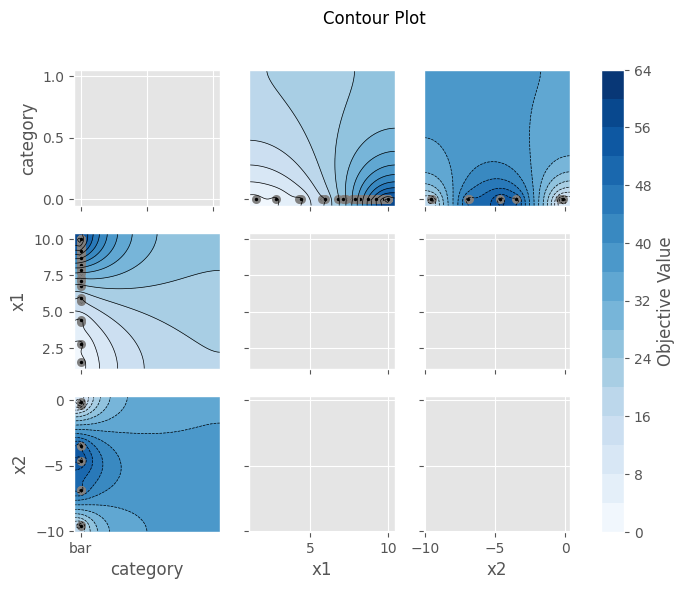 Contour Plot
1.0
0.5
0.0
category
10.0
7.5
5.0
2.5
x1
0
−5
−10
x2
bar
category
5 10
x1
−10 −5 0
x2
64
56
48
40
32
24
16
8
0
Objective Value